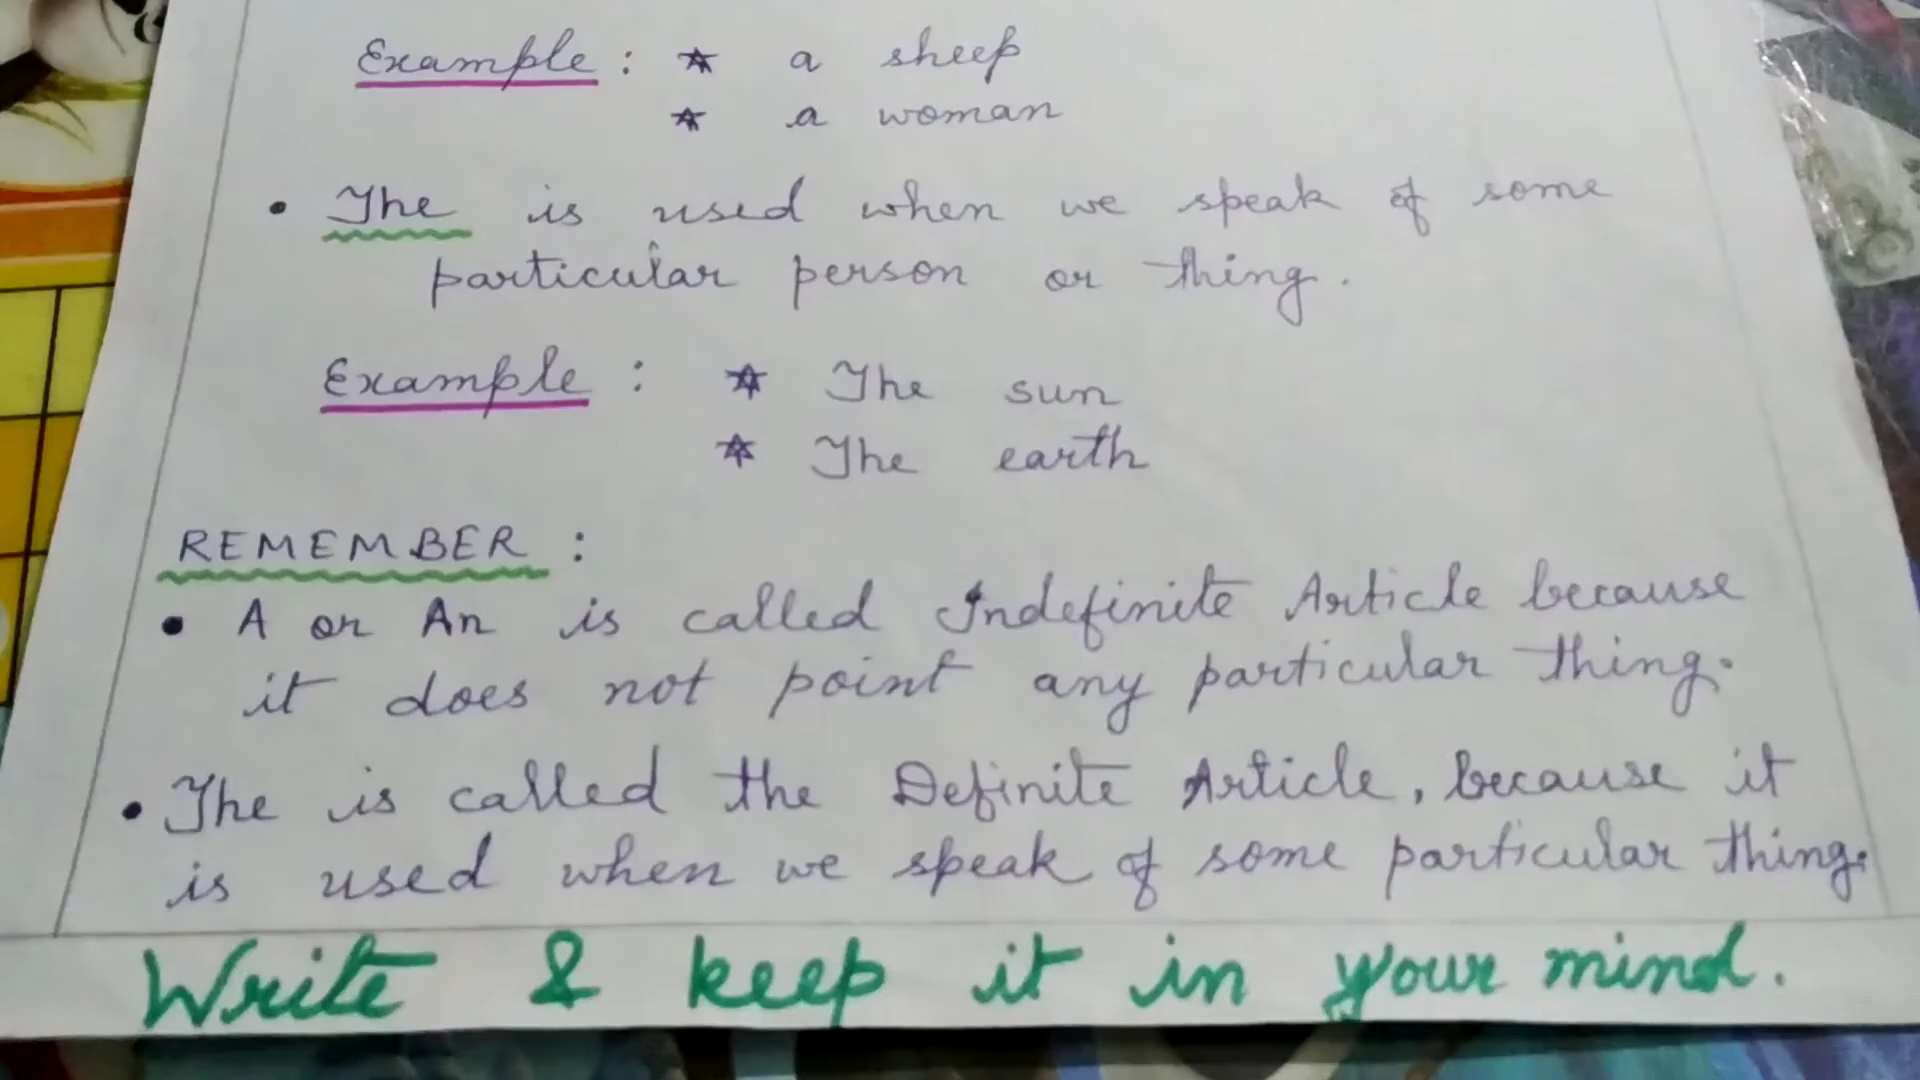 Example : * a sheep
* a woman
• The is used when we speak of some
particular person or thing.
Example : * The sun
* The earth
REMEMBER :
• A or An is called Indefinite Article because
it does not point any particular thing.
• The is called the Definite Article, because it
is used when we speak of some particular thing.
Write & keep it in your mind.